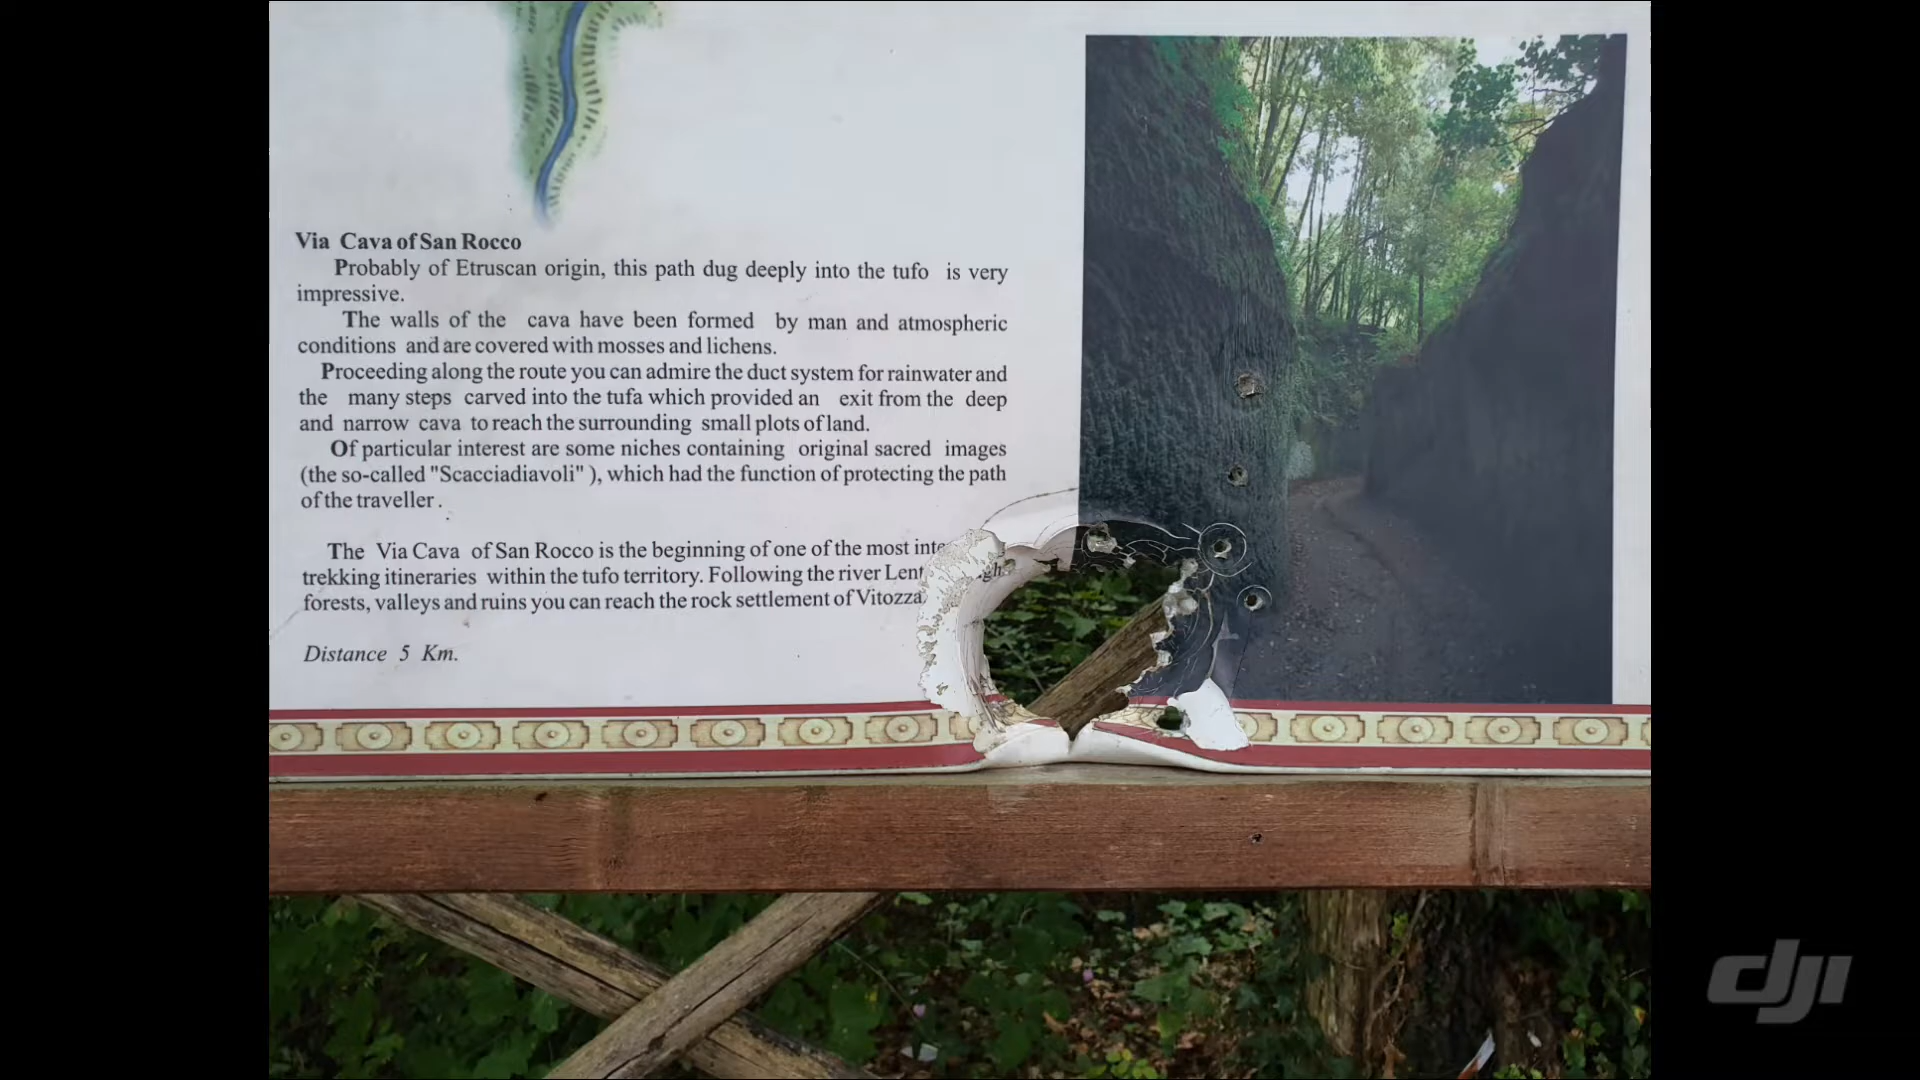 Via Cava of San Rocco
Probably of Etruscan origin, this path dug deeply into the tufo is very
impressive.
The walls of the cava have been formed by man and atmospheric
conditions and are covered with mosses and lichens.
Proceeding along the route you can admire the duct system for rainwater and
the many steps carved into the tufa which provided an exit from the deep
and narrow cava to reach the surrounding small plots of land.
Of particular interest are some niches containing original sacred images
(the so-called "Scacciadiavoli" ), which had the function of protecting the path
of the traveller .
The Via Cava of San Rocco is the beginning of one of the most
trekking itineraries within the tufo territory. Following the river
forests, valleys and ruins you can reach the rock settlement of Vitozza
Distance 5 Km.
dji